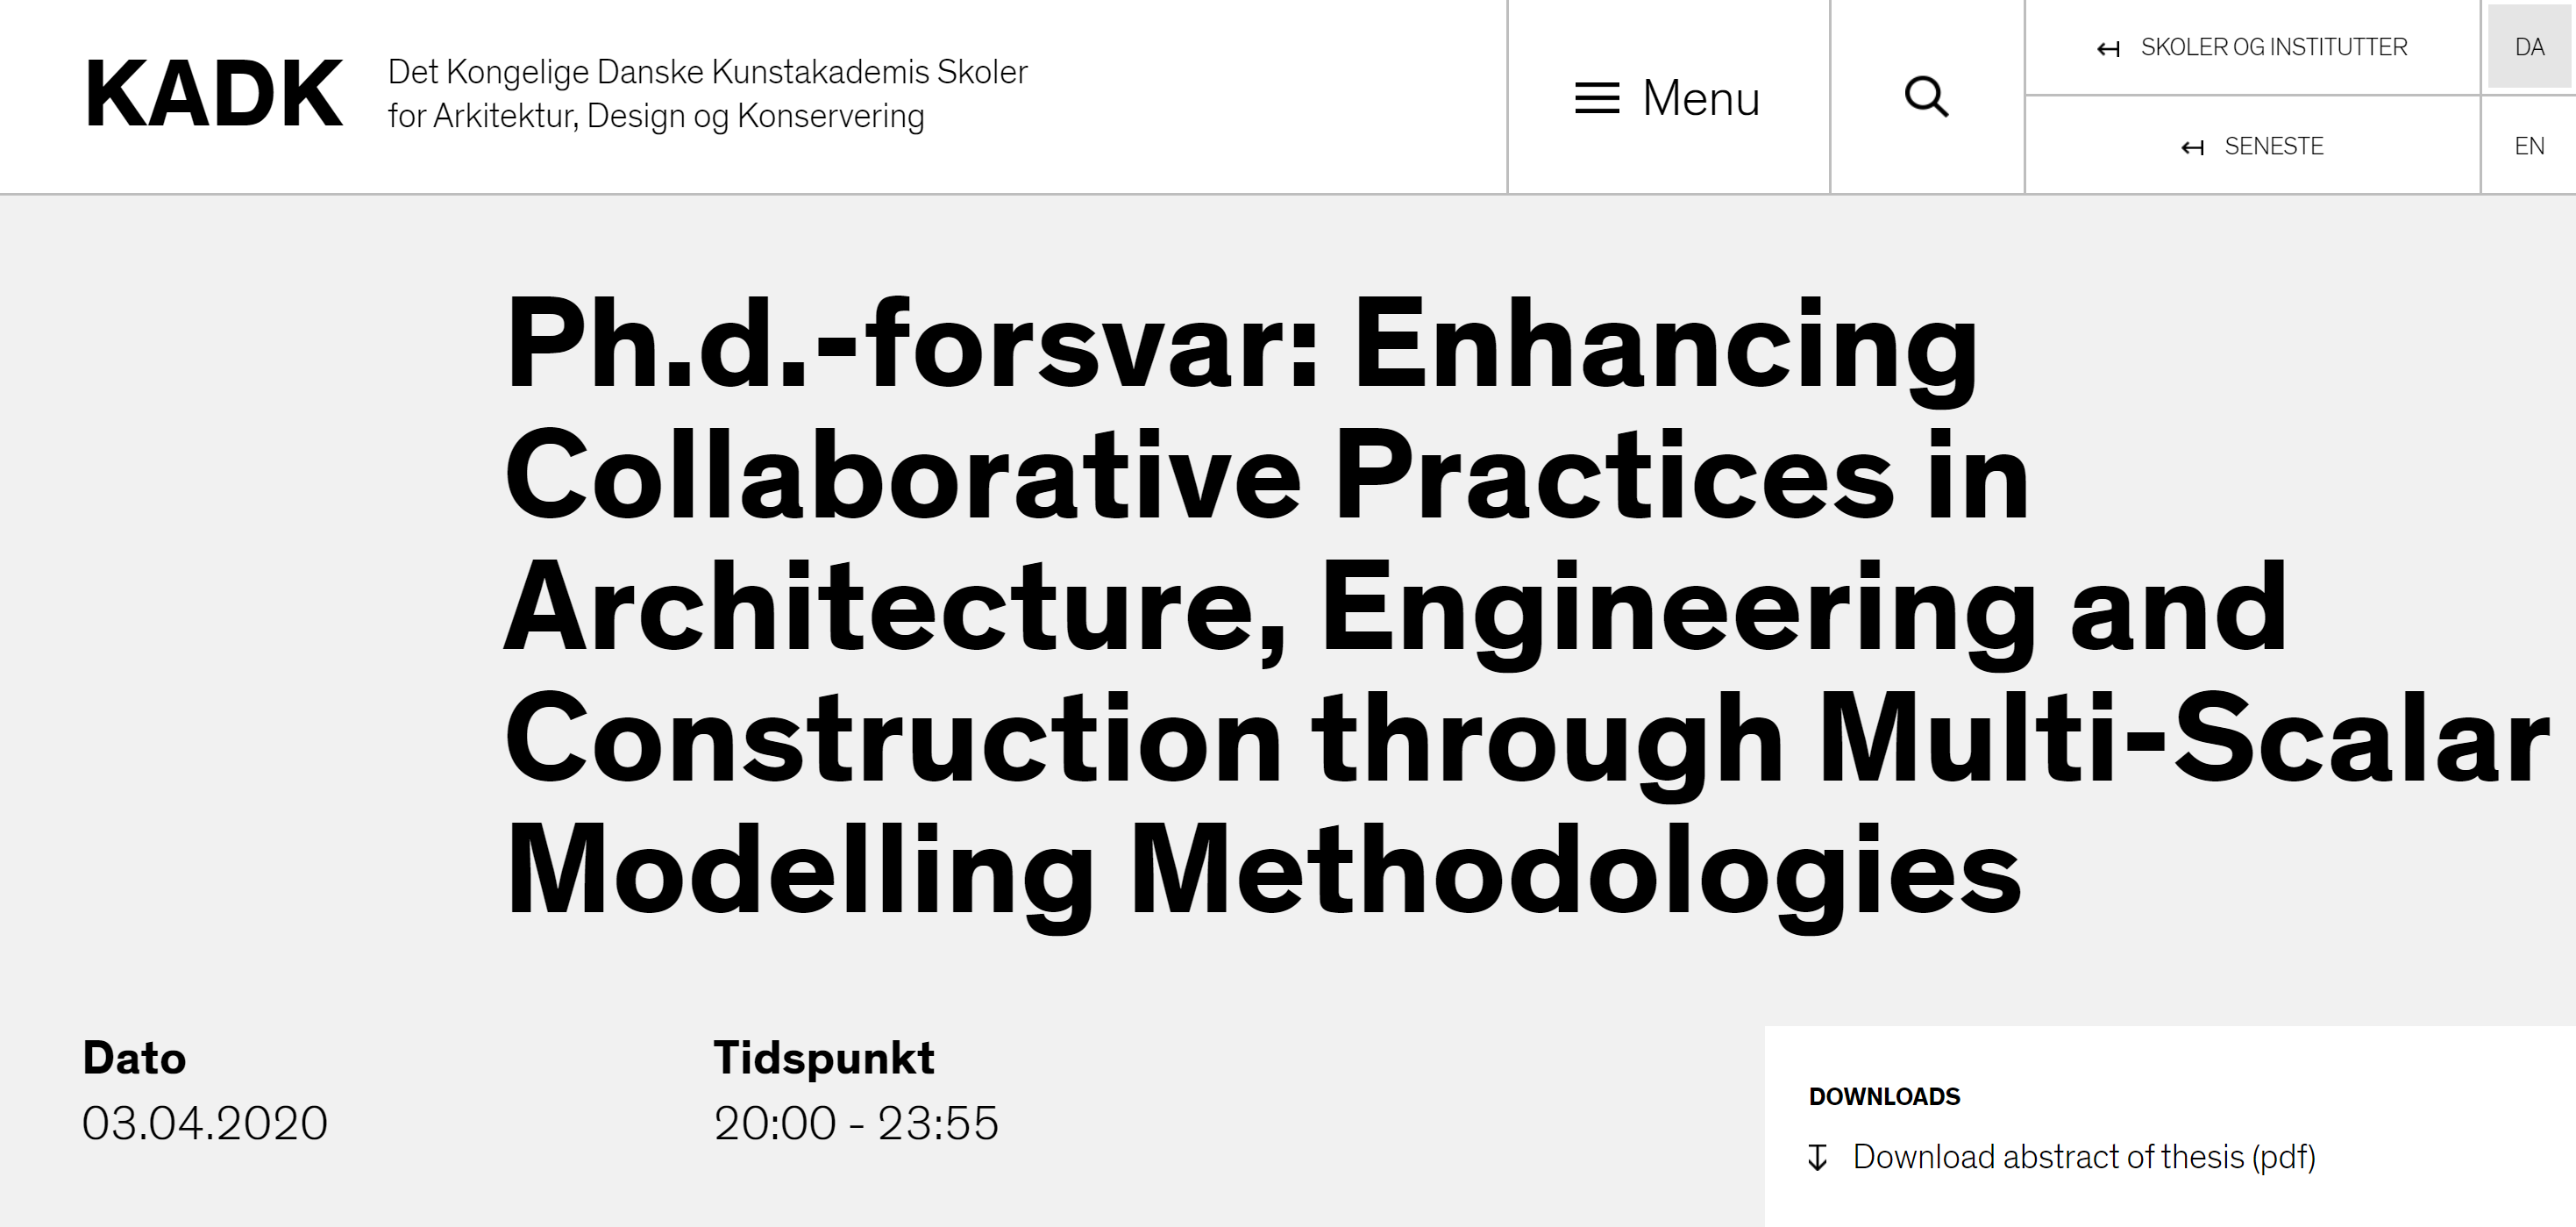 KADK
Det Kongelige Danske Kunstakademis Skoler
for Arkitektur, Design og Konservering
Menu
SKOLER OG INSTITUTTER
DA
SENESTE
EN
Ph.d.-forsvar: Enhancing
Collaborative Practices in
Architecture, Engineering and
Construction through Multi-Scalar
Modelling Methodologies
Dato
03.04.2020
Tidspunkt
20:00 - 23:55
DOWNLOADS
Download abstract of thesis (pdf)